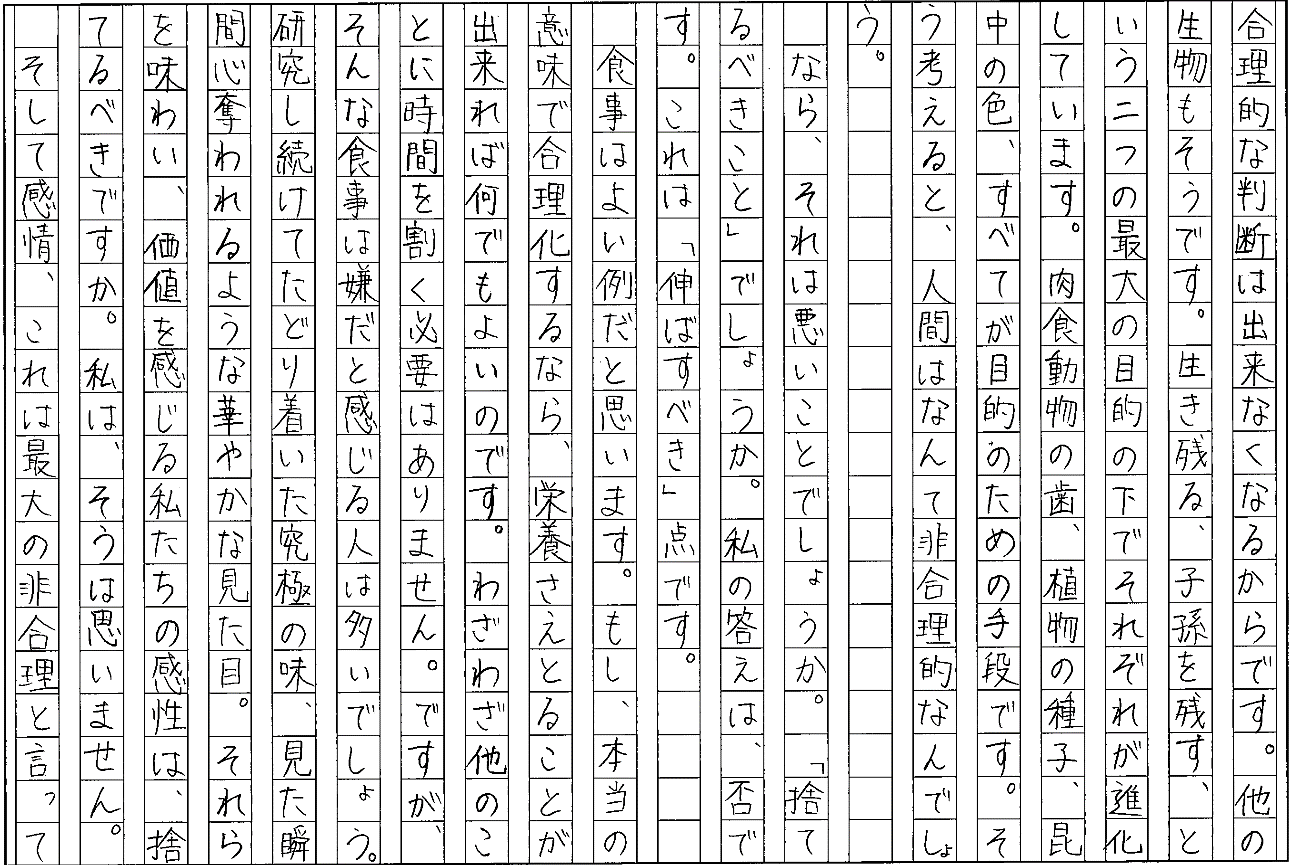 合理的な判断は出来なくなるからです。他の
生物もそうです。生き残る、子孫を残す、と
いう二つの最大の目的の下でそれぞれが進化
しています。肉食動物の歯、植物の種子、昆
中の色、すべてが目的のための手段です。そ
う考えると、人間はなんて非合理的なんでしょ
う。
なら、それは悪いことでしょうか。「捨て
るべきこと」でしょうか。私の答えは、否で
す。これは「伸ばすべき」点です。
食事はよい例だと思います。もし、本当の
意味で合理化するなら、栄養さえとることが
出来れば何でもよいのです。わざわざ他のこ
とに時間を割く必要はありません。ですが、
そんな食事は嫌だと感じる人は多いでしょう。
研究し続けてたどり着いた究極の味、見た瞬
間心奪われるような華やかな見た目。それら
を味わい、価値を感じる私たちの感性は、捨
てるべきですか。私は、そうは思いません。
そして感情、これは最大の非合理と言って